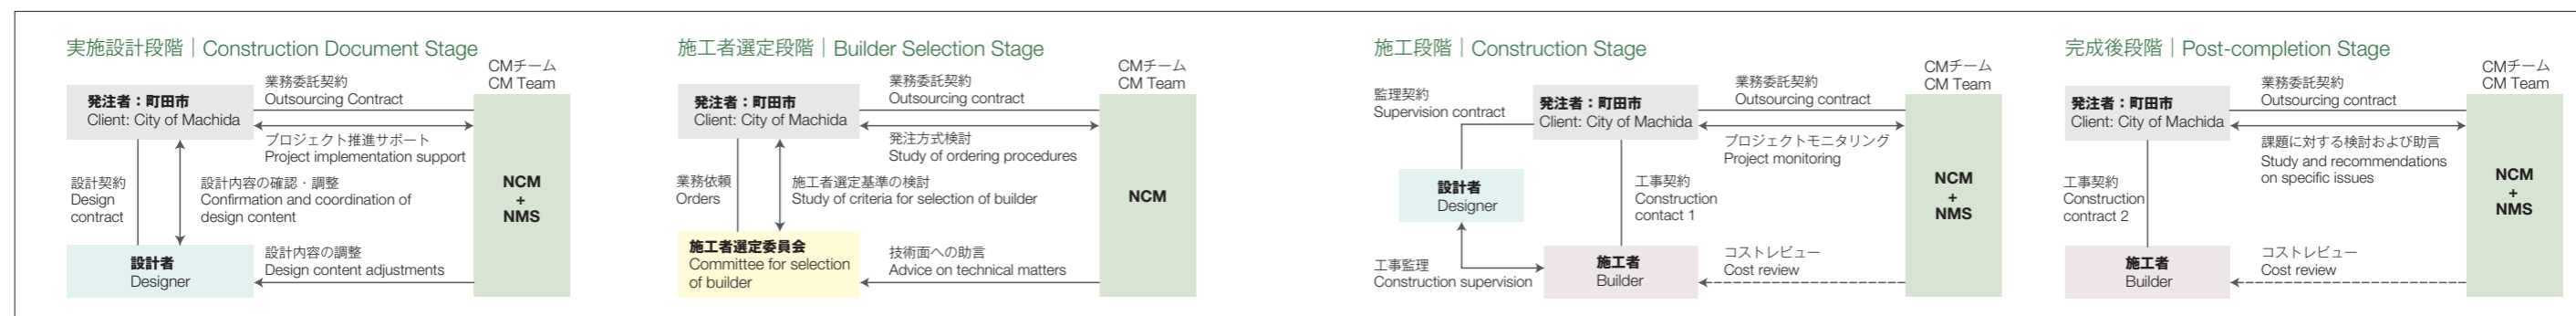 実施設計段階｜Construction Document Stage
CMチーム
CM Team
業務委託契約
Outsourcing Contract
発注者：町田市
Client: City of Machida
プロジェクト推進サポート
Project implementation support
設計契約
Design
contract
設計内容の確認・調整
Confirmation and coordination of
design content
NCM
+
NMS
設計者
Designer
設計内容の調整
Design content adjustments
施工者選定段階｜Builder Selection Stage
CMチーム
CM Team
業務委託契約
Outsourcing contract
発注者：町田市
Client: City of Machida
発注方式検討
Study of ordering procedures
業務依頼
Orders
施工者選定基準の検討
Study of criteria for selection of builder
NCM
施工者選定委員会
Committee for selection
of builder
技術面への助言
Advice on technical matters
施工段階｜Construction Stage
CMチーム
CM Team
業務委託契約
Outsourcing contract
監理契約
Supervision contract
発注者：町田市
Client: City of Machida
プロジェクトモニタリング
Project monitoring
設計者
Designer
工事契約
Construction
contact 1
NCM
+
NMS
工事監理
Construction supervision
施工者
Builder
コストレビュー
Cost review
完成後段階｜Post-completion Stage
CMチーム
CM Team
業務委託契約
Outsourcing contract
発注者：町田市
Client: City of Machida
課題に対する検討および助言
Study and recommendations
on specific issues
工事契約
Construction
contract 2
NCM
+
NMS
施工者
Builder
コストレビュー
Cost review